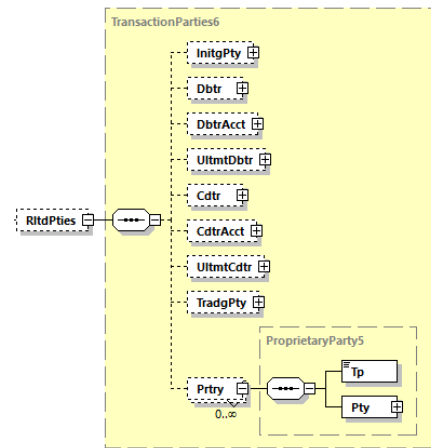 TransactionParties6
InitgPty
Dbtr
DbtrAcct
UltmtDbtr
RltdPties
Cdtr
CdtrAcct
UltmtCdtr
TradgPty
ProprietaryParty5
Tp
Prtry
0..∞
Pty